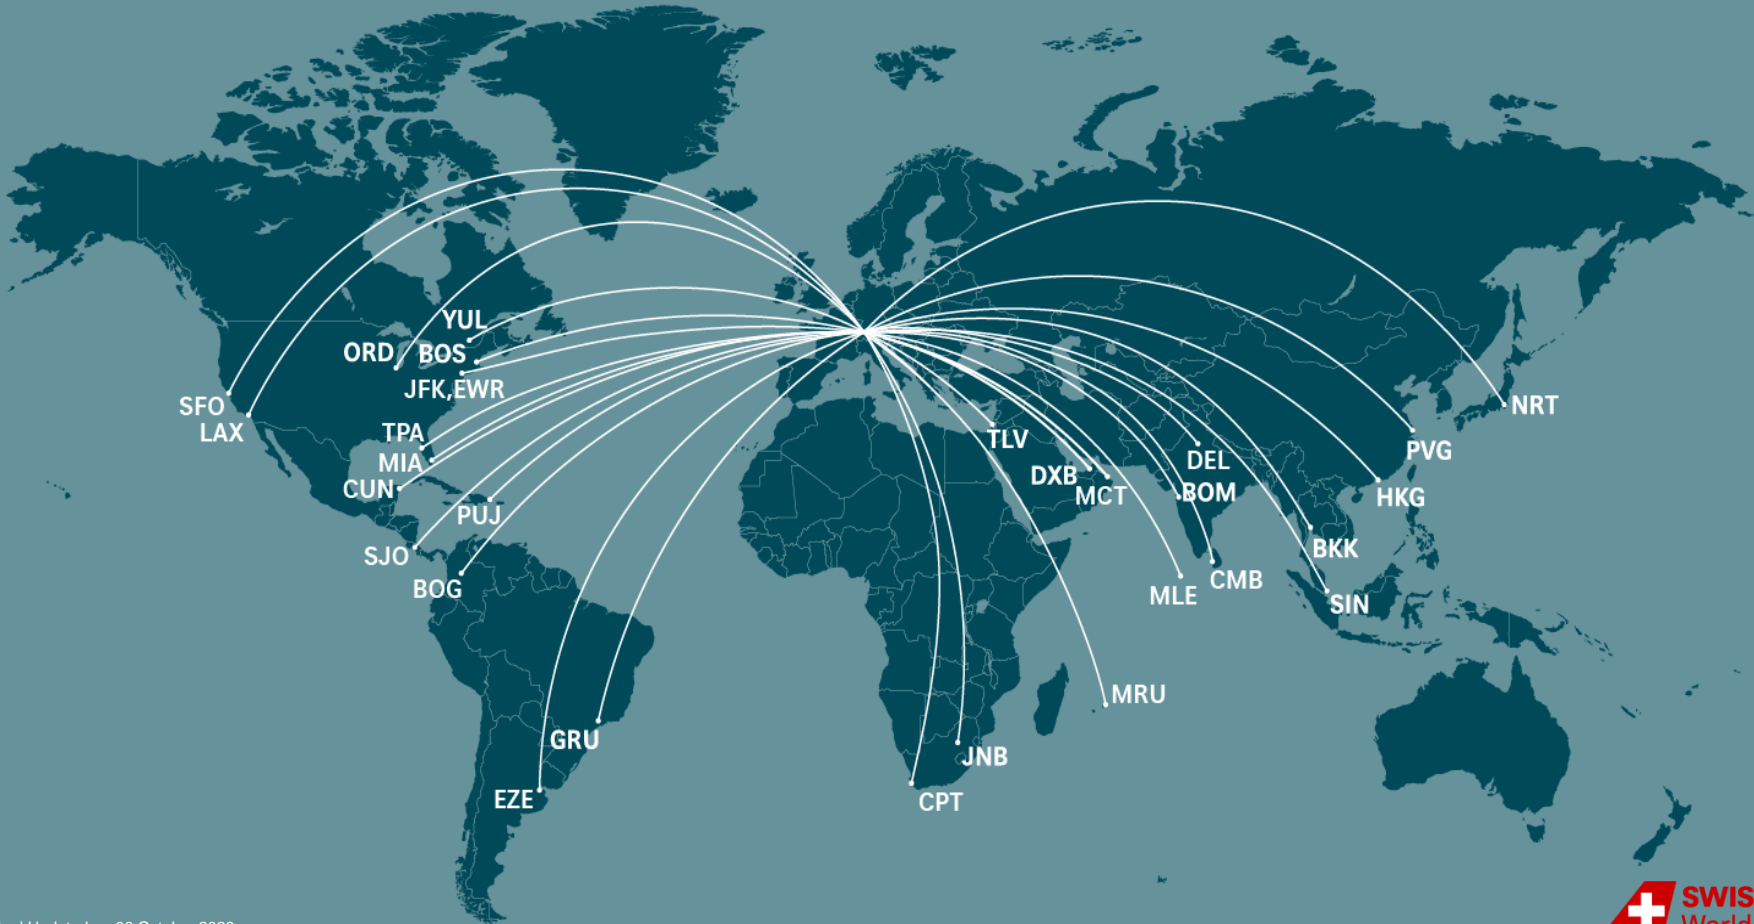 YUL
ORD
BOS
JFK,EWR
SFO
LAX
TPA
MIA
CUN
PUJ
SJO
BOG
GRU
EZE
TLV
DXB
MCT
DEL
BOM
NRT
PVG
HKG
BKK
CMB
MLE
SIN
MRU
JNB
CPT
SWIS